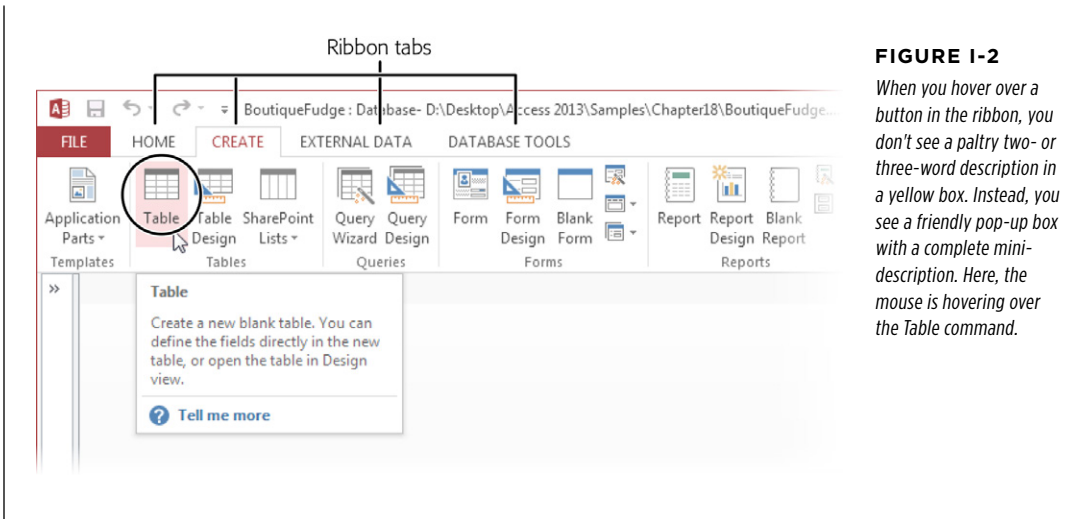 Ribbon tabs
BoutiqueFudge : Database- D:\Desktop\Access 2013\Samples\Chapter18\BoutiqueFudge...
FILE HOME CREATE EXTERNAL DATA DATABASE TOOLS
Application Table Table SharePoint Query Query Form Form Blank Report Report Blank
Parts Design Lists Wizard Design Design Form Design Report
Templates Tables Queries Forms Reports
»
Table
Create a new blank table. You can
define the fields directly in the new
table, or open the table in Design
view.
? Tell me more
FIGURE I-2
When you hover over a
button in the ribbon, you
don't see a paltry two- or
three-word description in
a yellow box. Instead, you
see a friendly pop-up box
with a complete mini-
description. Here, the
mouse is hovering over
the Table command.